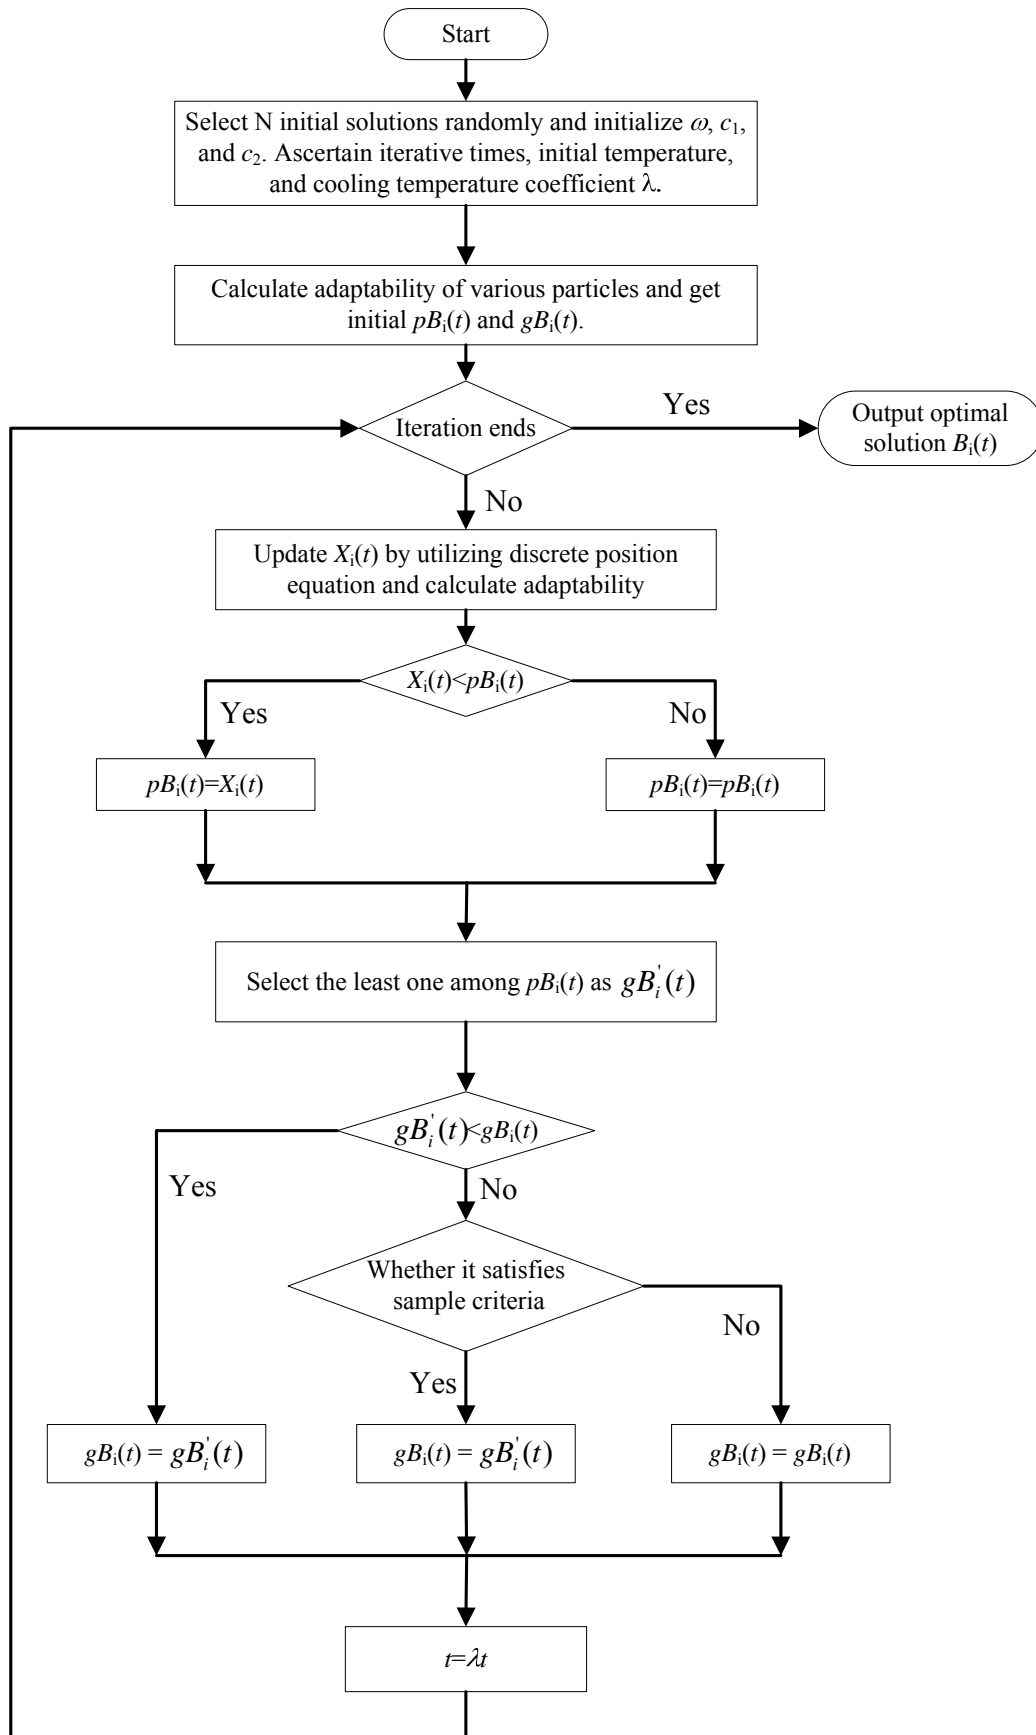 Start
Select N initial solutions randomly and initialize ω, c₁,
and c₂. Ascertain iterative times, initial temperature,
and cooling temperature coefficient λ.
Calculate adaptability of various particles and get
initial pBᵢ(t) and gBᵢ(t).
Iteration ends
Yes
Output optimal
solution Bᵢ(t)
No
Update Xᵢ(t) by utilizing discrete position
equation and calculate adaptability
Xᵢ(t)<pBᵢ(t)
Yes
No
pBᵢ(t)=Xᵢ(t)
pBᵢ(t)=pBᵢ(t)
Select the least one among pBᵢ(t) as gBᵢ'(t)
gBᵢ'(t)<gBᵢ(t)
Yes
No
Whether it satisfies
sample criteria
No
Yes
gBᵢ(t) = gBᵢ'(t)
gBᵢ(t) = gBᵢ'(t)
gBᵢ(t) = gBᵢ(t)
t=λt